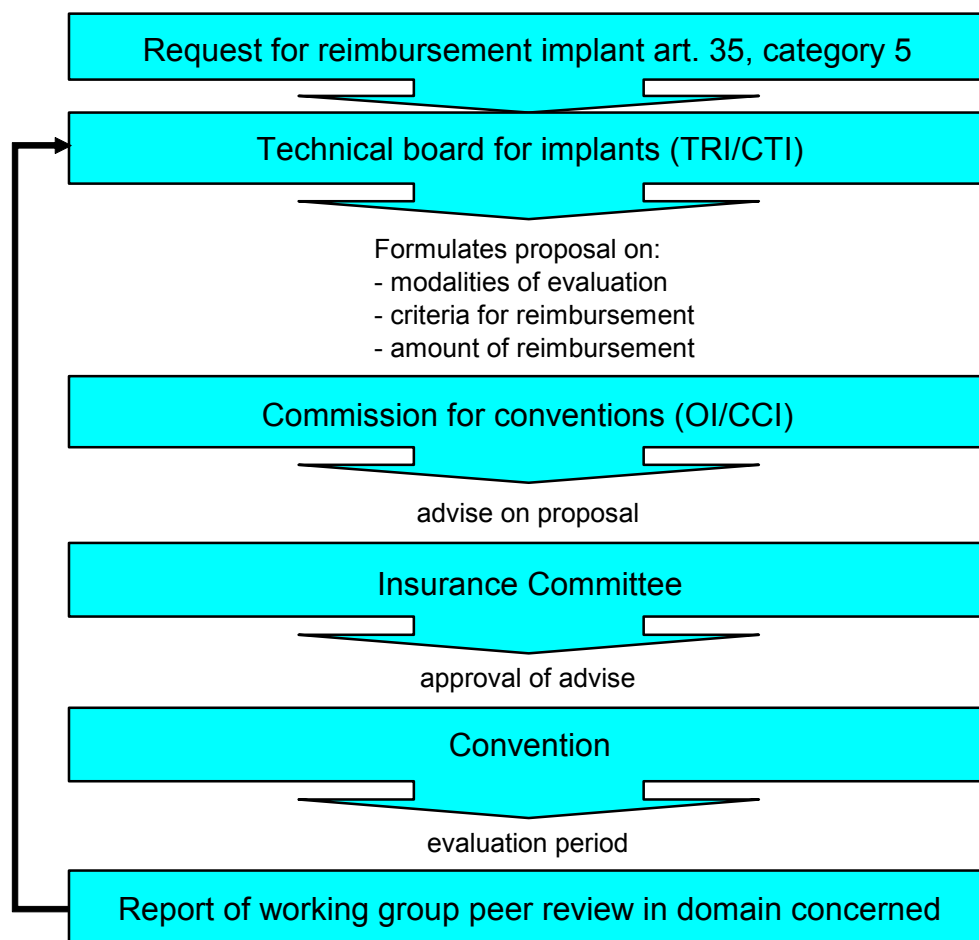 Request for reimbursement implant art. 35, category 5
Technical board for implants (TRI/CTI)
Formulates proposal on:
- modalities of evaluation
- criteria for reimbursement
- amount of reimbursement
Commission for conventions (OI/CCI)
advise on proposal
Insurance Committee
approval of advise
Convention
evaluation period
Report of working group peer review in domain concerned